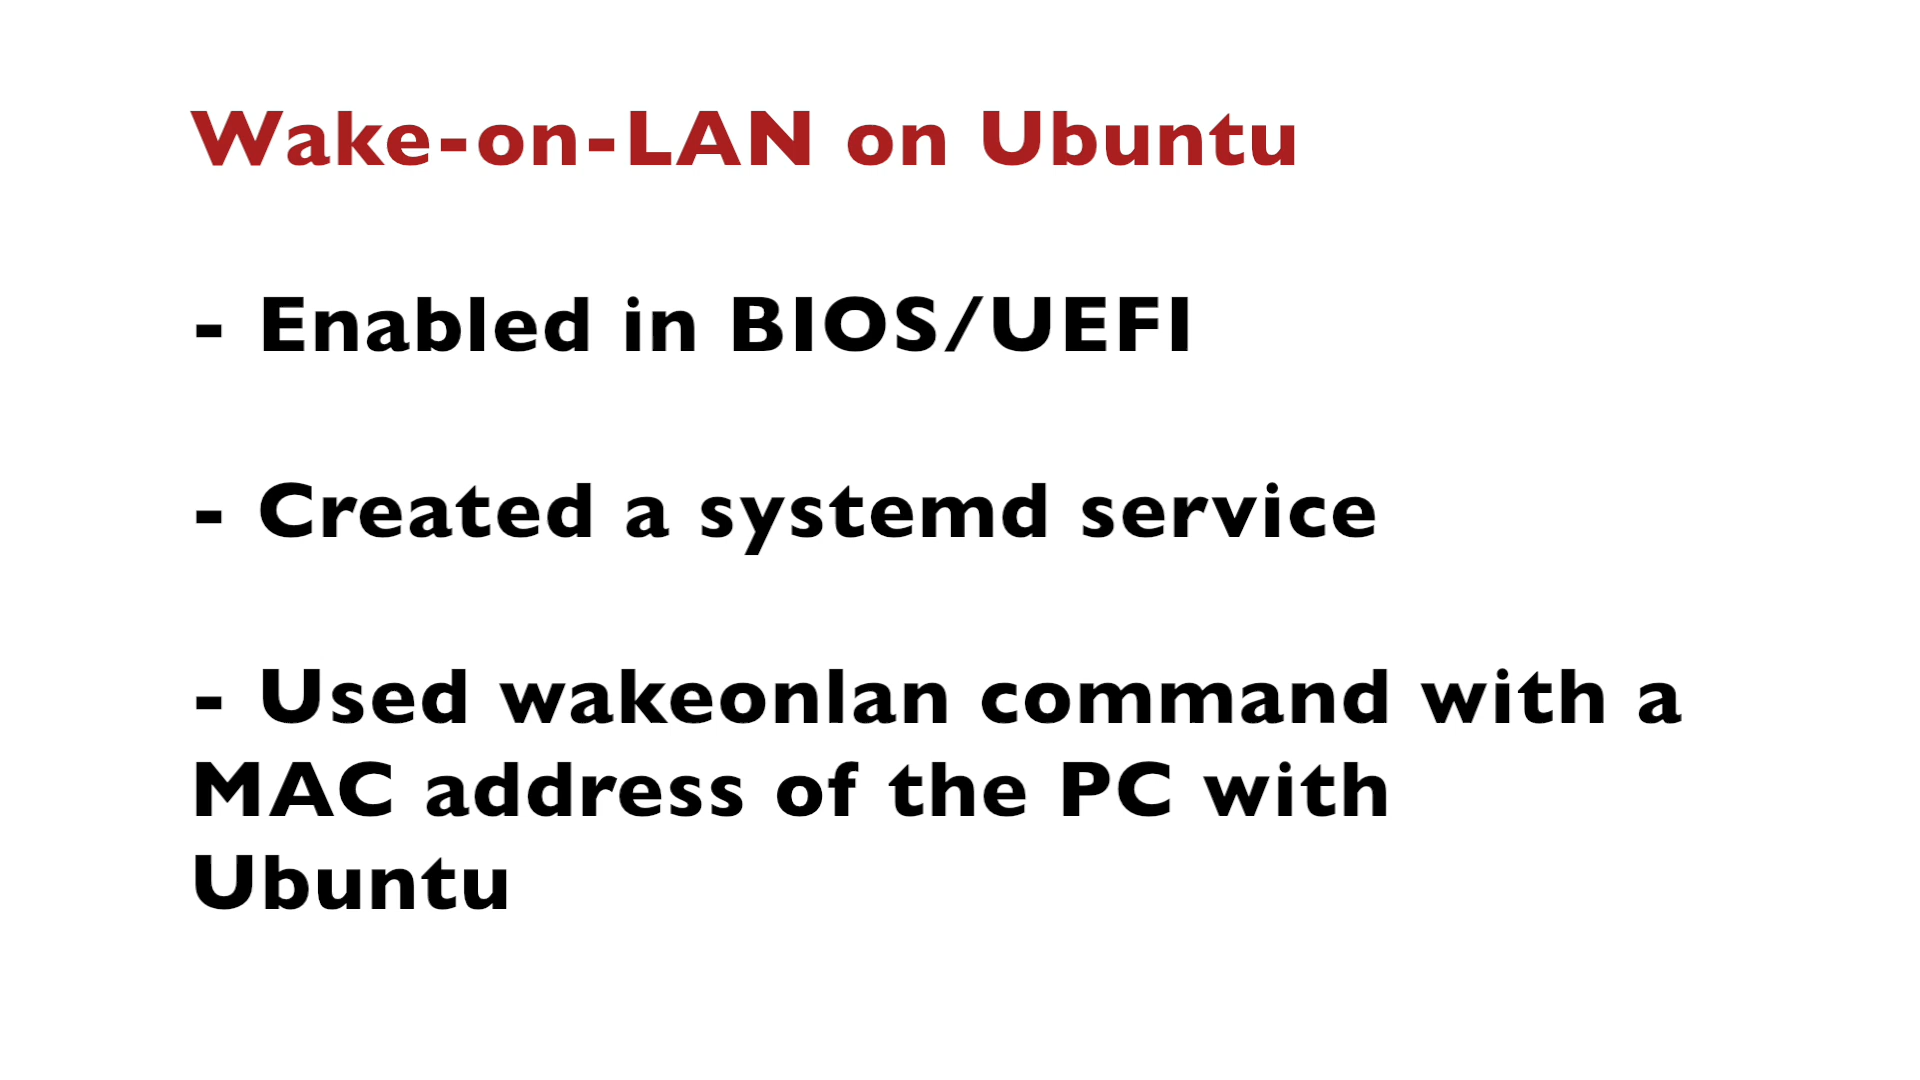 Wake-on-LAN on Ubuntu
- Enabled in BIOS/UEFI
- Created a systemd service
- Used wakeonlan command with a
MAC address of the PC with
Ubuntu